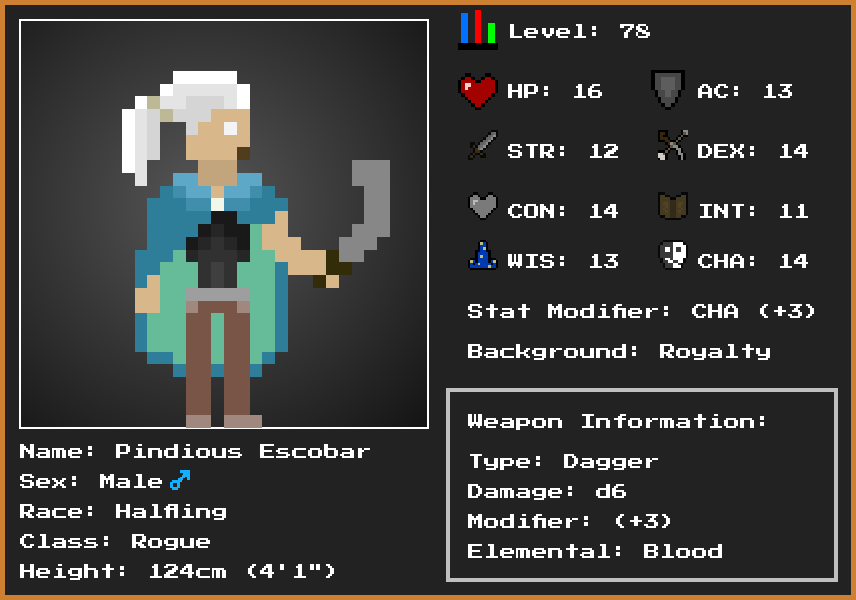 Level: 78
HP: 16
AC: 13
STR: 12
DEX: 14
CON: 14
INT: 11
WIS: 13
CHA: 14
Stat Modifier: CHA (+3)
Background: Royalty
Weapon Information:
Type: Dagger
Damage: d6
Modifier: (+3)
Elemental: Blood
Name: Pindious Escobar
Sex: Male ♂
Race: Halfling
Class: Rogue
Height: 124cm (4'1")